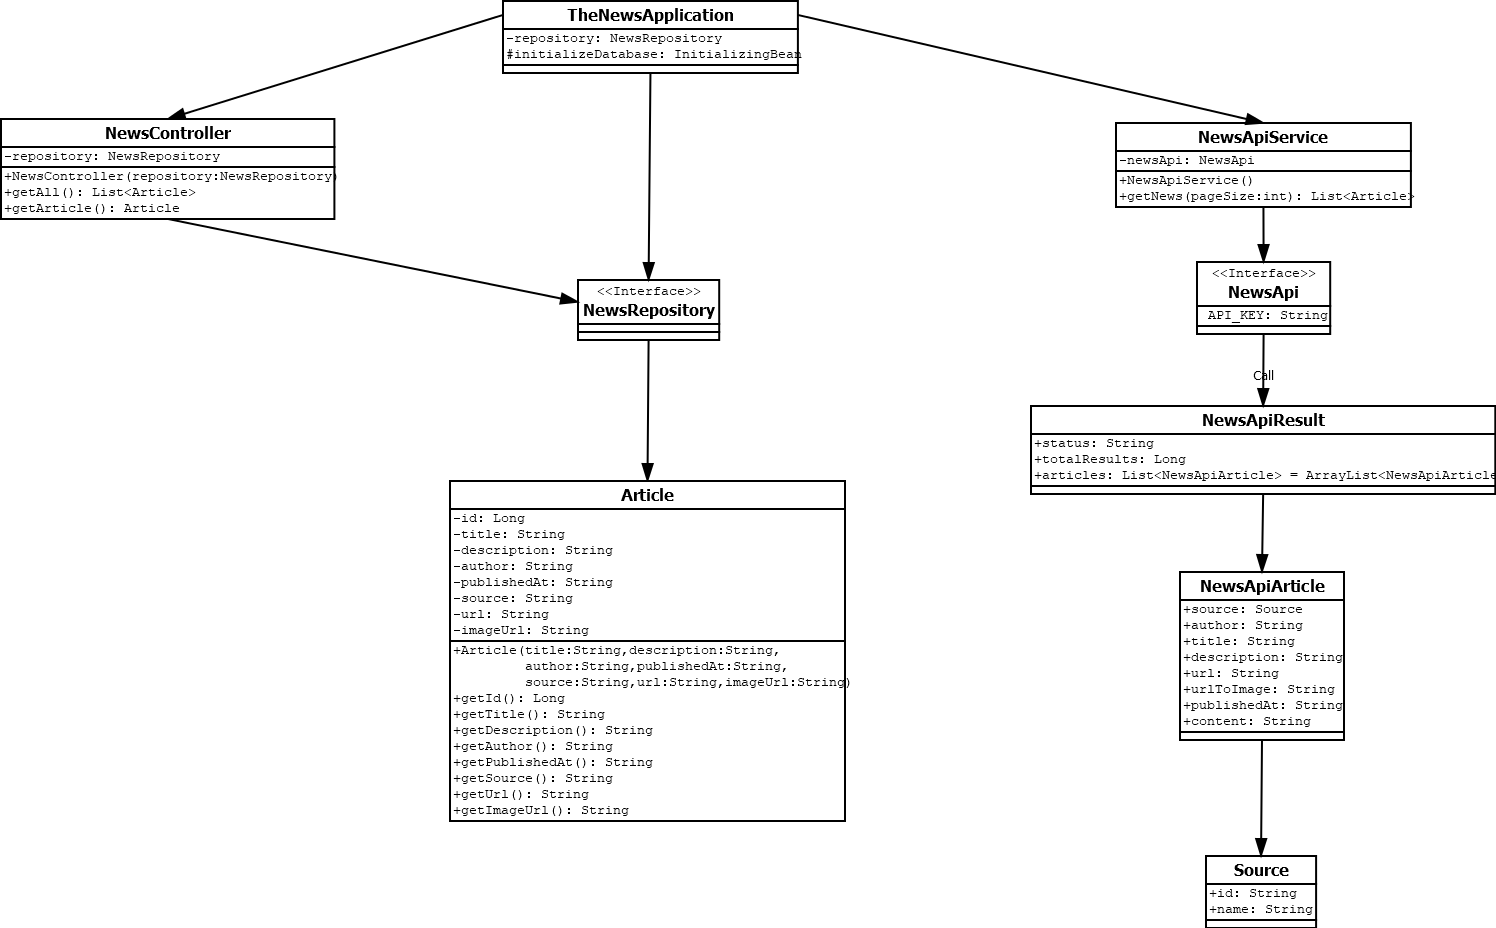 TheNewsApplication
-repository: NewsRepository
#initializeDatabase: InitializingBean
NewsController
-repository: NewsRepository
+NewsController(repository:NewsRepository)
+getAll(): List<Article>
+getArticle(): Article
NewsApiService
-newsApi: NewsApi
+NewsApiService()
+getNews(pageSize:int): List<Article>
<<Interface>>
NewsRepository
<<Interface>>
NewsApi
API_KEY: String
Call
NewsApiResult
+status: String
+totalResults: Long
+articles: List<NewsApiArticle> = ArrayList<NewsApiArticle
Article
-id: Long
-title: String
-description: String
-author: String
-publishedAt: String
-source: String
-url: String
-imageUrl: String
+Article(title:String,description:String,
author:String,publishedAt:String,
source:String,url:String,imageUrl:String)
+getId(): Long
+getTitle(): String
+getDescription(): String
+getAuthor(): String
+getPublishedAt(): String
+getSource(): String
+getUrl(): String
+getImageUrl(): String
NewsApiArticle
+source: Source
+author: String
+title: String
+description: String
+url: String
+urlToImage: String
+publishedAt: String
+content: String
Source
+id: String
+name: String